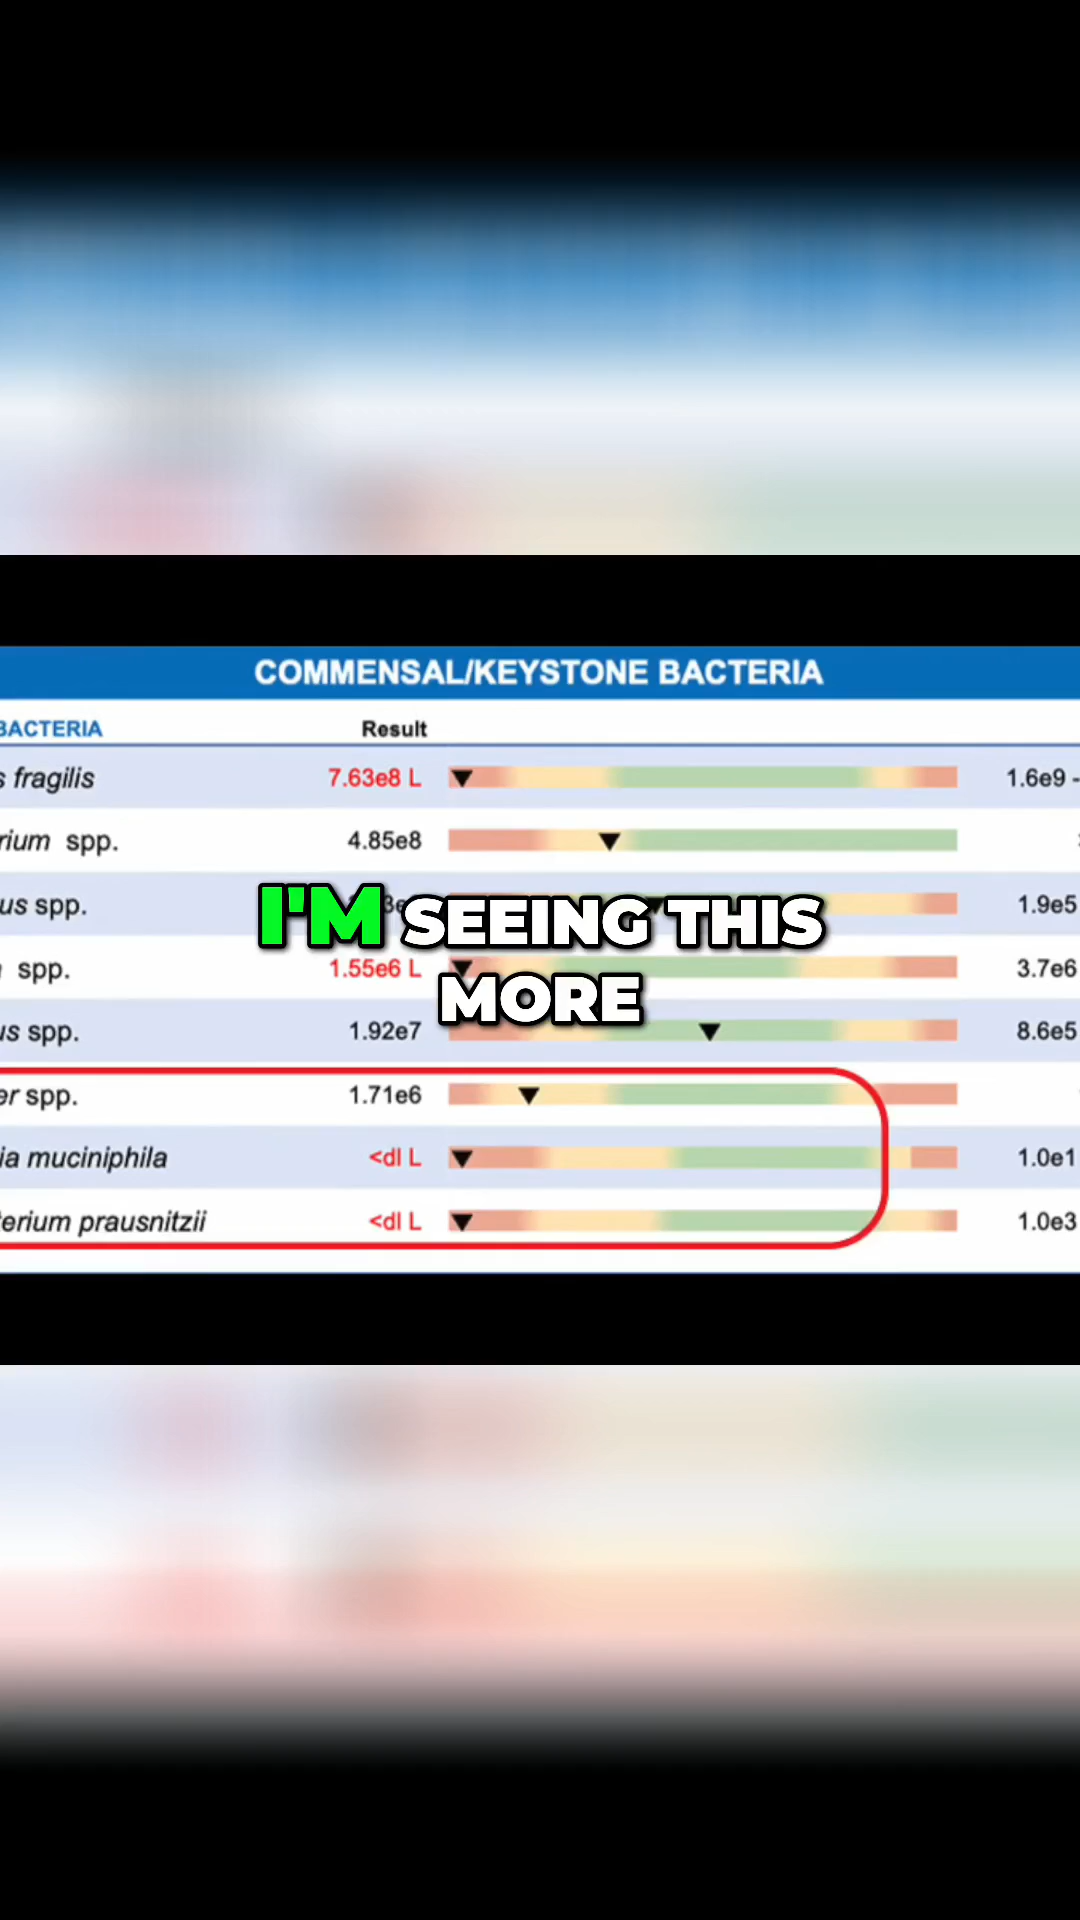 COMMENSAL/KEYSTONE BACTERIA
BACTERIA Result
s fragilis 7.63e8 L 1.6e9 -
rium spp. 4.85e8
us spp. 1.9e5
I'M SEEING THIS
spp. 1.55e6 L 3.7e6
MORE
us spp. 1.92e7 8.6e5
er spp. 1.71e6
ia muciniphila <dl L 1.0e1
terium prausnitzii <dl L 1.0e3